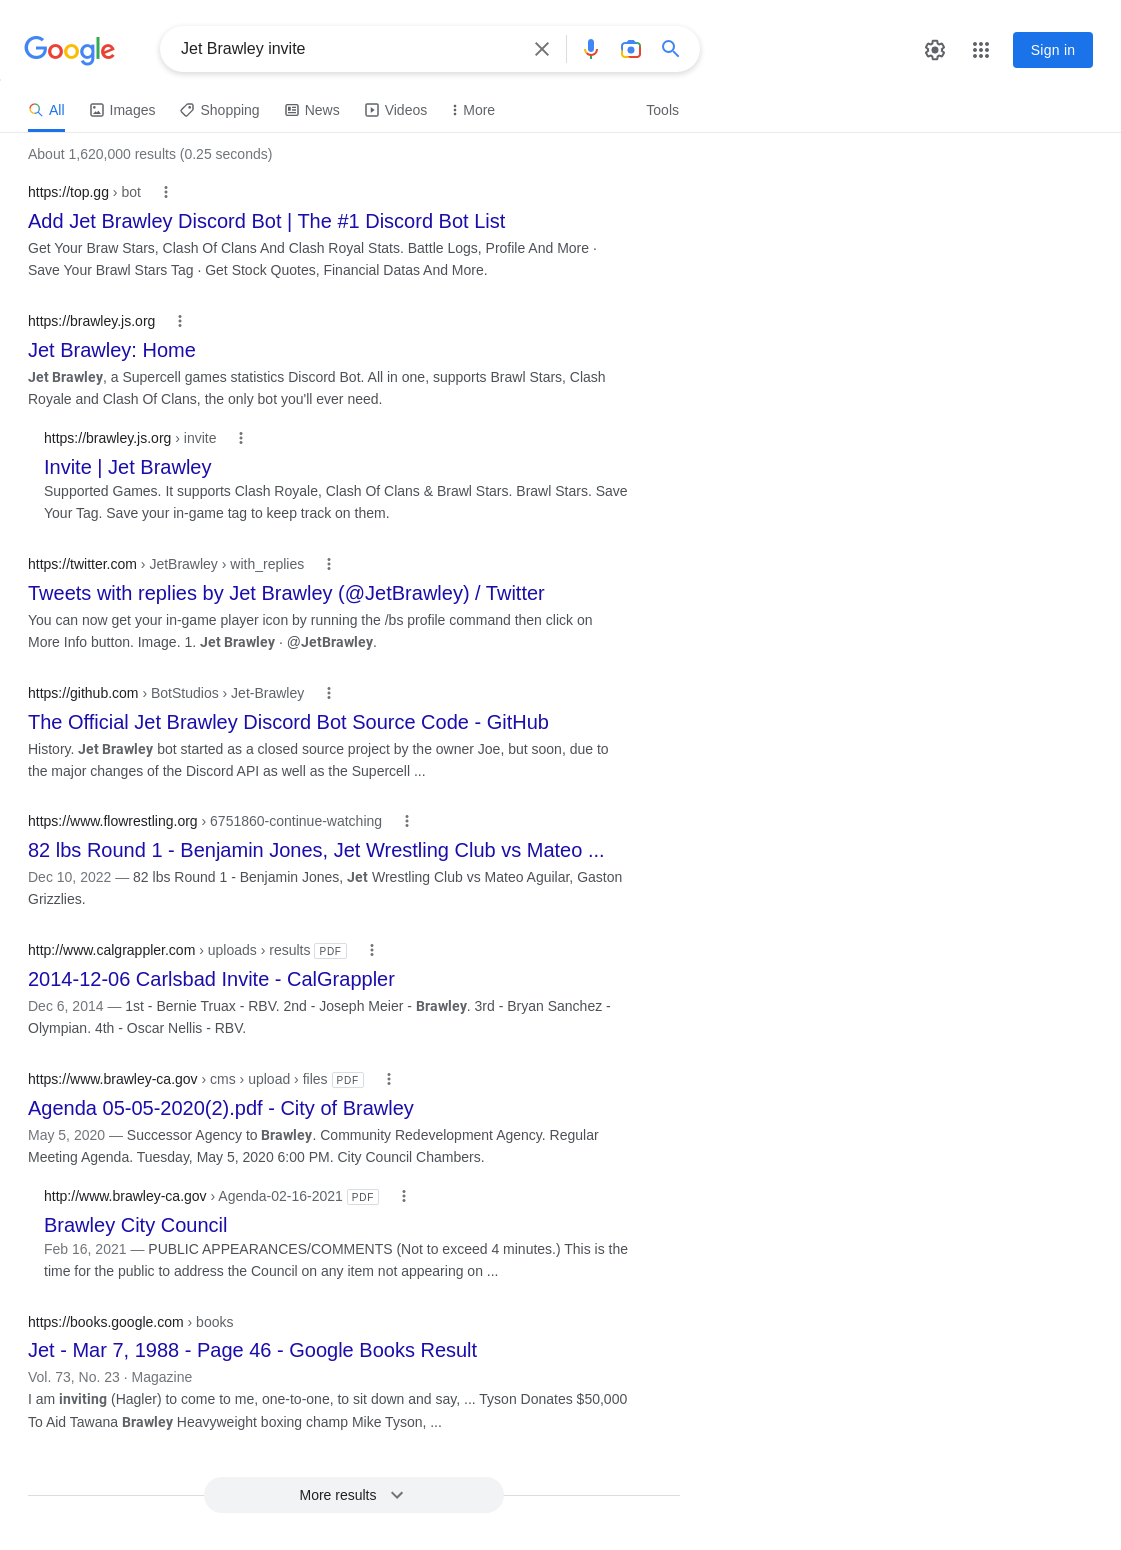 Google
Jet Brawley invite
Sign in
All Images Shopping News Videos More Tools
About 1,620,000 results (0.25 seconds)
https://top.gg › bot
Add Jet Brawley Discord Bot | The #1 Discord Bot List
Get Your Braw Stars, Clash Of Clans And Clash Royal Stats. Battle Logs, Profile And More ·
Save Your Brawl Stars Tag · Get Stock Quotes, Financial Datas And More.
https://brawley.js.org
Jet Brawley: Home
Jet Brawley, a Supercell games statistics Discord Bot. All in one, supports Brawl Stars, Clash
Royale and Clash Of Clans, the only bot you'll ever need.
https://brawley.js.org › invite
Invite | Jet Brawley
Supported Games. It supports Clash Royale, Clash Of Clans & Brawl Stars. Brawl Stars. Save
Your Tag. Save your in-game tag to keep track on them.
https://twitter.com › JetBrawley › with_replies
Tweets with replies by Jet Brawley (@JetBrawley) / Twitter
You can now get your in-game player icon by running the /bs profile command then click on
More Info button. Image. 1. Jet Brawley · @JetBrawley.
https://github.com › BotStudios › Jet-Brawley
The Official Jet Brawley Discord Bot Source Code - GitHub
History. Jet Brawley bot started as a closed source project by the owner Joe, but soon, due to
the major changes of the Discord API as well as the Supercell ...
https://www.flowrestling.org › 6751860-continue-watching
82 lbs Round 1 - Benjamin Jones, Jet Wrestling Club vs Mateo ...
Dec 10, 2022 — 82 lbs Round 1 - Benjamin Jones, Jet Wrestling Club vs Mateo Aguilar, Gaston
Grizzlies.
http://www.calgrappler.com › uploads › results PDF
2014-12-06 Carlsbad Invite - CalGrappler
Dec 6, 2014 — 1st - Bernie Truax - RBV. 2nd - Joseph Meier - Brawley. 3rd - Bryan Sanchez -
Olympian. 4th - Oscar Nellis - RBV.
https://www.brawley-ca.gov › cms › upload › files PDF
Agenda 05-05-2020(2).pdf - City of Brawley
May 5, 2020 — Successor Agency to Brawley. Community Redevelopment Agency. Regular
Meeting Agenda. Tuesday, May 5, 2020 6:00 PM. City Council Chambers.
http://www.brawley-ca.gov › Agenda-02-16-2021 PDF
Brawley City Council
Feb 16, 2021 — PUBLIC APPEARANCES/COMMENTS (Not to exceed 4 minutes.) This is the
time for the public to address the Council on any item not appearing on ...
https://books.google.com › books
Jet - Mar 7, 1988 - Page 46 - Google Books Result
Vol. 73, No. 23 · Magazine
I am inviting (Hagler) to come to me, one-to-one, to sit down and say, ... Tyson Donates $50,000
To Aid Tawana Brawley Heavyweight boxing champ Mike Tyson, ...
More results